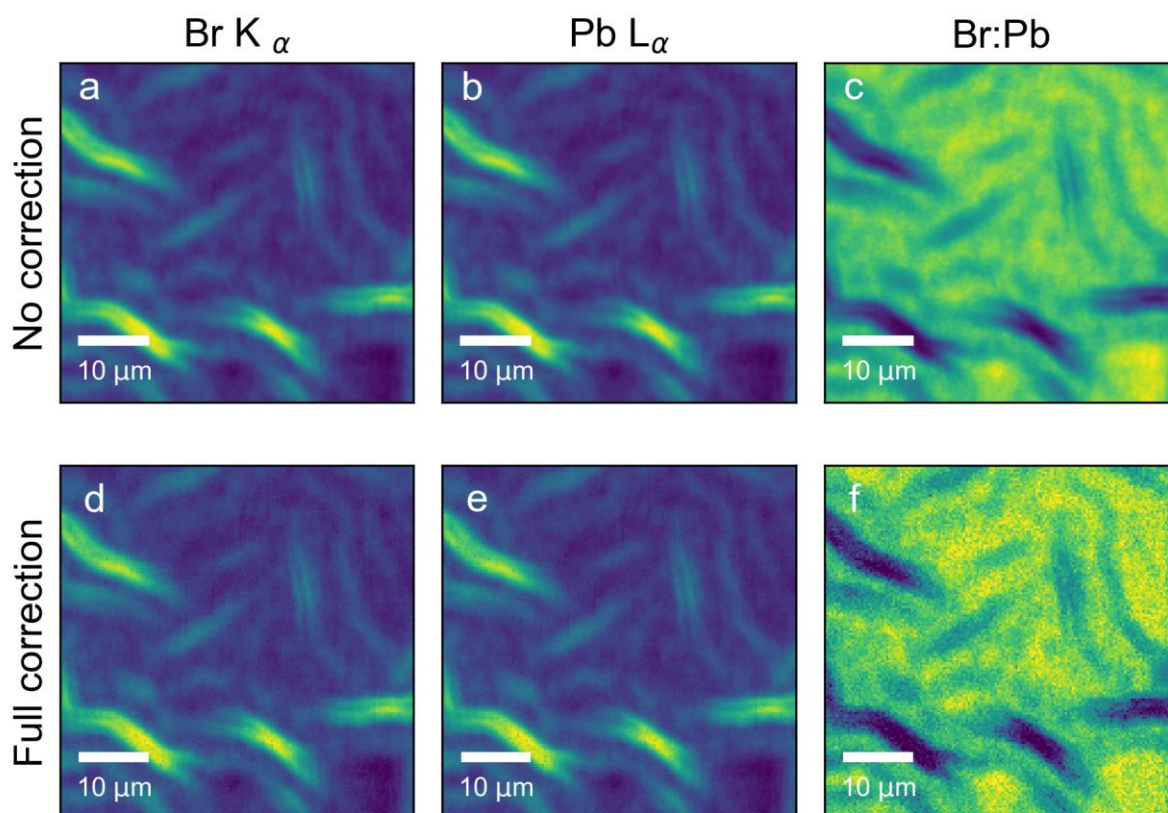 Br K α
Pb Lα
Br:Pb
No correction
a
b
c
10 µm
10 µm
10 µm
Full correction
d
e
f
10 µm
10 µm
10 µm